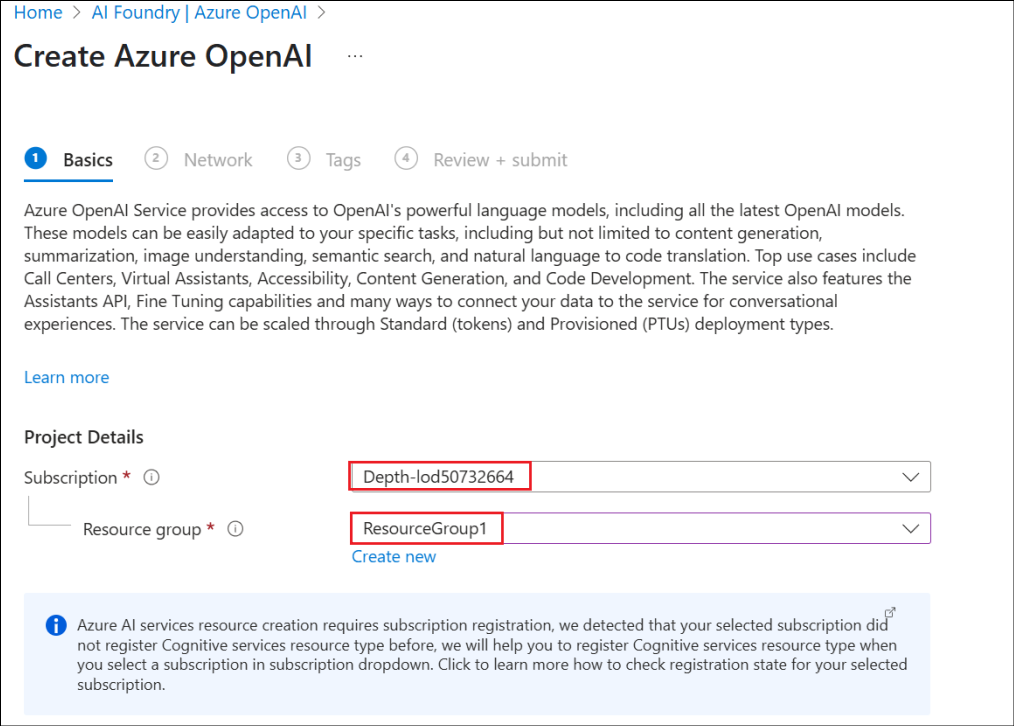 Home > AI Foundry | Azure OpenAI >
Create Azure OpenAI ...
1 Basics 2 Network 3 Tags 4 Review + submit
Azure OpenAI Service provides access to OpenAI's powerful language models, including all the latest OpenAI models.
These models can be easily adapted to your specific tasks, including but not limited to content generation,
summarization, image understanding, semantic search, and natural language to code translation. Top use cases include
Call Centers, Virtual Assistants, Accessibility, Content Generation, and Code Development. The service also features the
Assistants API, Fine Tuning capabilities and many ways to connect your data to the service for conversational
experiences. The service can be scaled through Standard (tokens) and Provisioned (PTUs) deployment types.
Learn more
Project Details
Subscription * Depth-lod50732664
Resource group * ResourceGroup1
Create new
Azure AI services resource creation requires subscription registration, we detected that your selected subscription did
not register Cognitive services resource type before, we will help you to register Cognitive services resource type when
you select a subscription in subscription dropdown. Click to learn more how to check registration state for your selected
subscription.